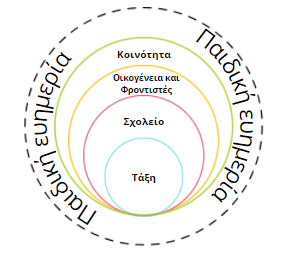 Παιδική ευημερία
Παιδική ευημερία
Κοινότητα
Οικογένεια και
Φροντιστές
Σχολείο
Τάξη